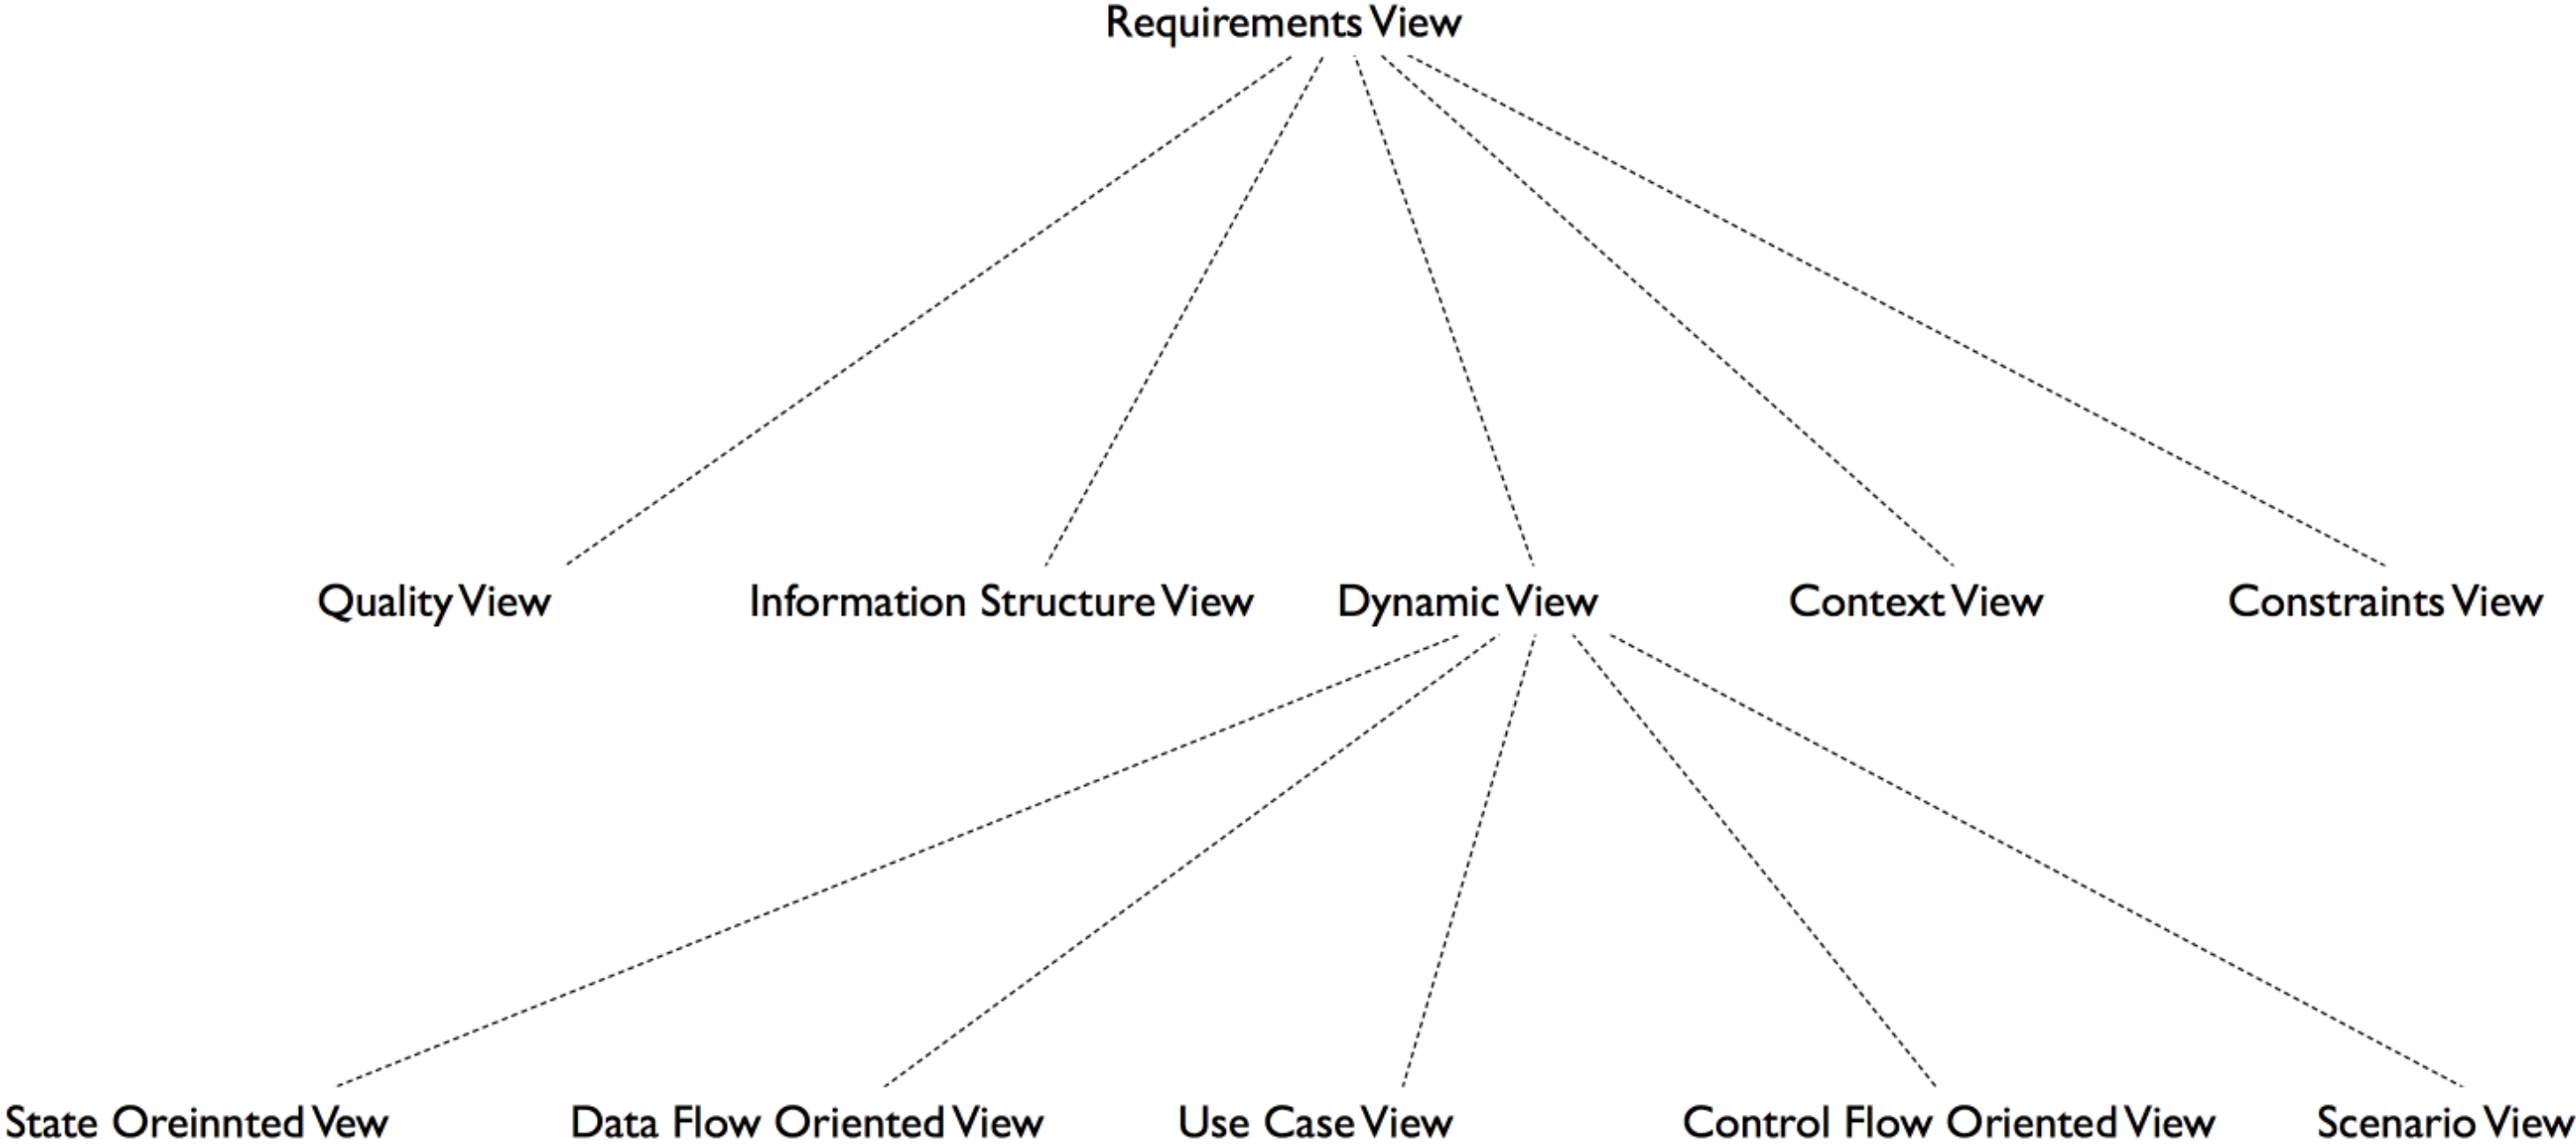 Requirements View
Quality View
Information Structure View
Dynamic View
Context View
Constraints View
State Oreinnted Vew
Data Flow Oriented View
Use Case View
Control Flow Oriented View
Scenario View